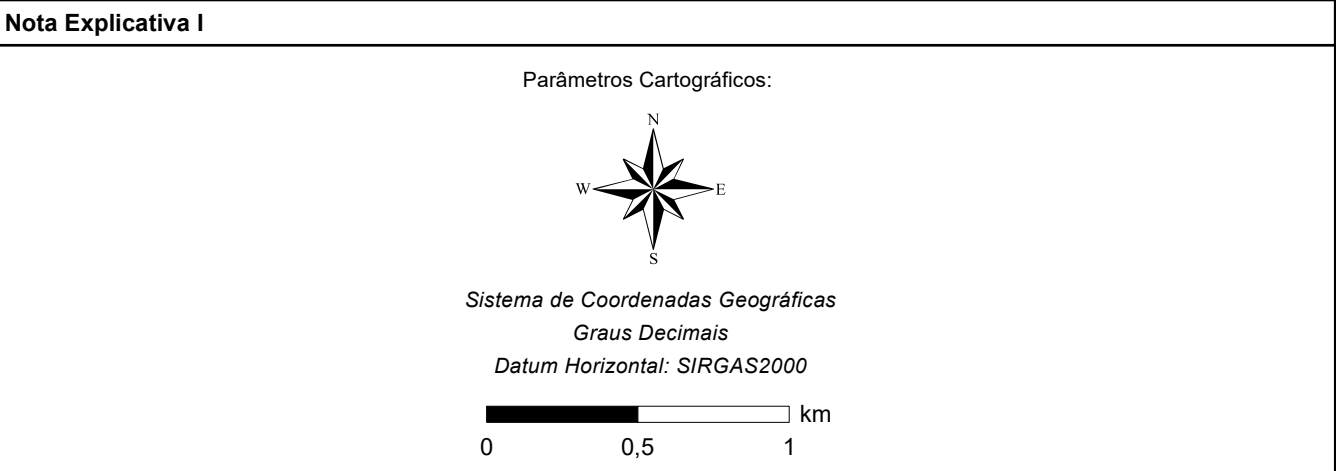 Nota Explicativa I
Parâmetros Cartográficos:
N
W E
S
Sistema de Coordenadas Geográficas
Graus Decimais
Datum Horizontal: SIRGAS2000
km
0 0,5 1